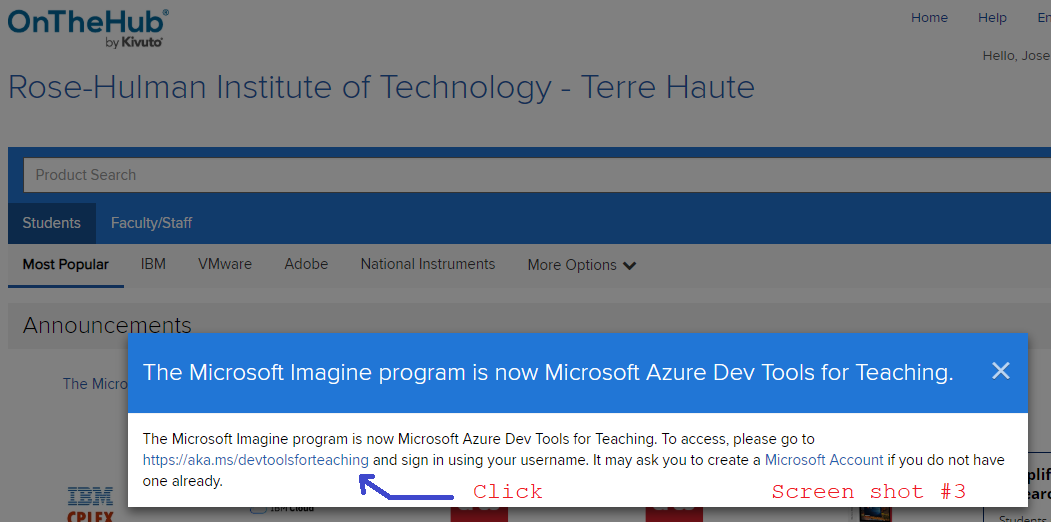 OnTheHub®
by Kivuto®
Home Help En
Hello, Jose
Rose-Hulman Institute of Technology - Terre Haute
Product Search
Students Faculty/Staff
Most Popular IBM VMware Adobe National Instruments More Options
Announcements
The Micro
The Microsoft Imagine program is now Microsoft Azure Dev Tools for Teaching.
The Microsoft Imagine program is now Microsoft Azure Dev Tools for Teaching. To access, please go to
https://aka.ms/devtoolsforteaching and sign in using your username. It may ask you to create a Microsoft Account if you do not have
one already.
Click
Screen shot #3
IBM
CPLEX
IBM Cloud
plif
earc
Students